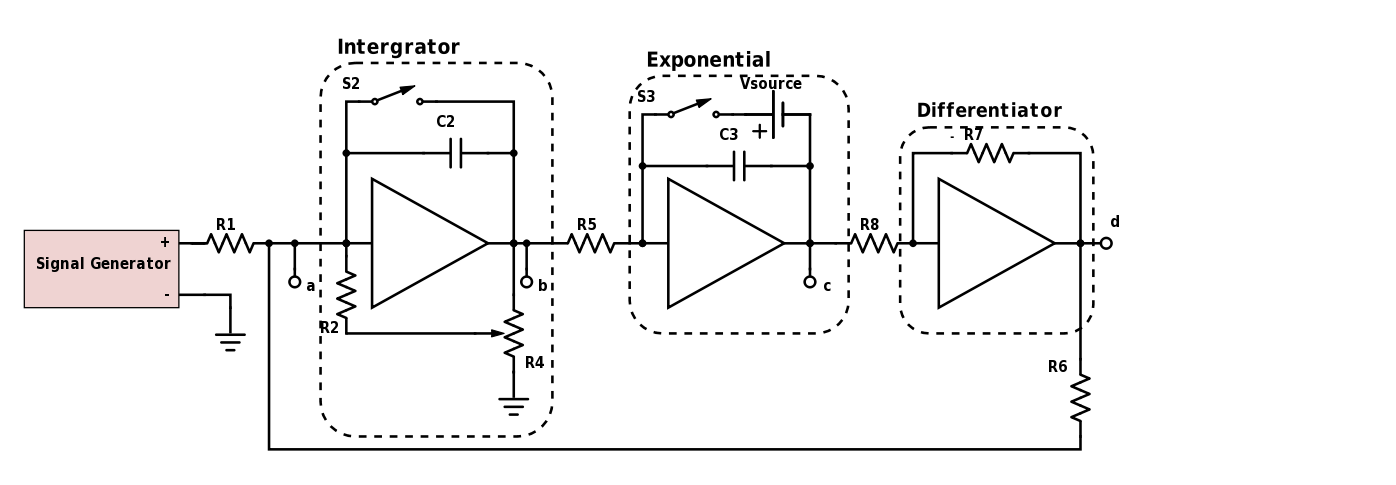 Intergrator
Exponential
Differentiator
S2
C2
S3
Vsource
C3
+
- R7
R1
R5
R8
d
+
Signal Generator
-
a
b
c
R2
R4
R6